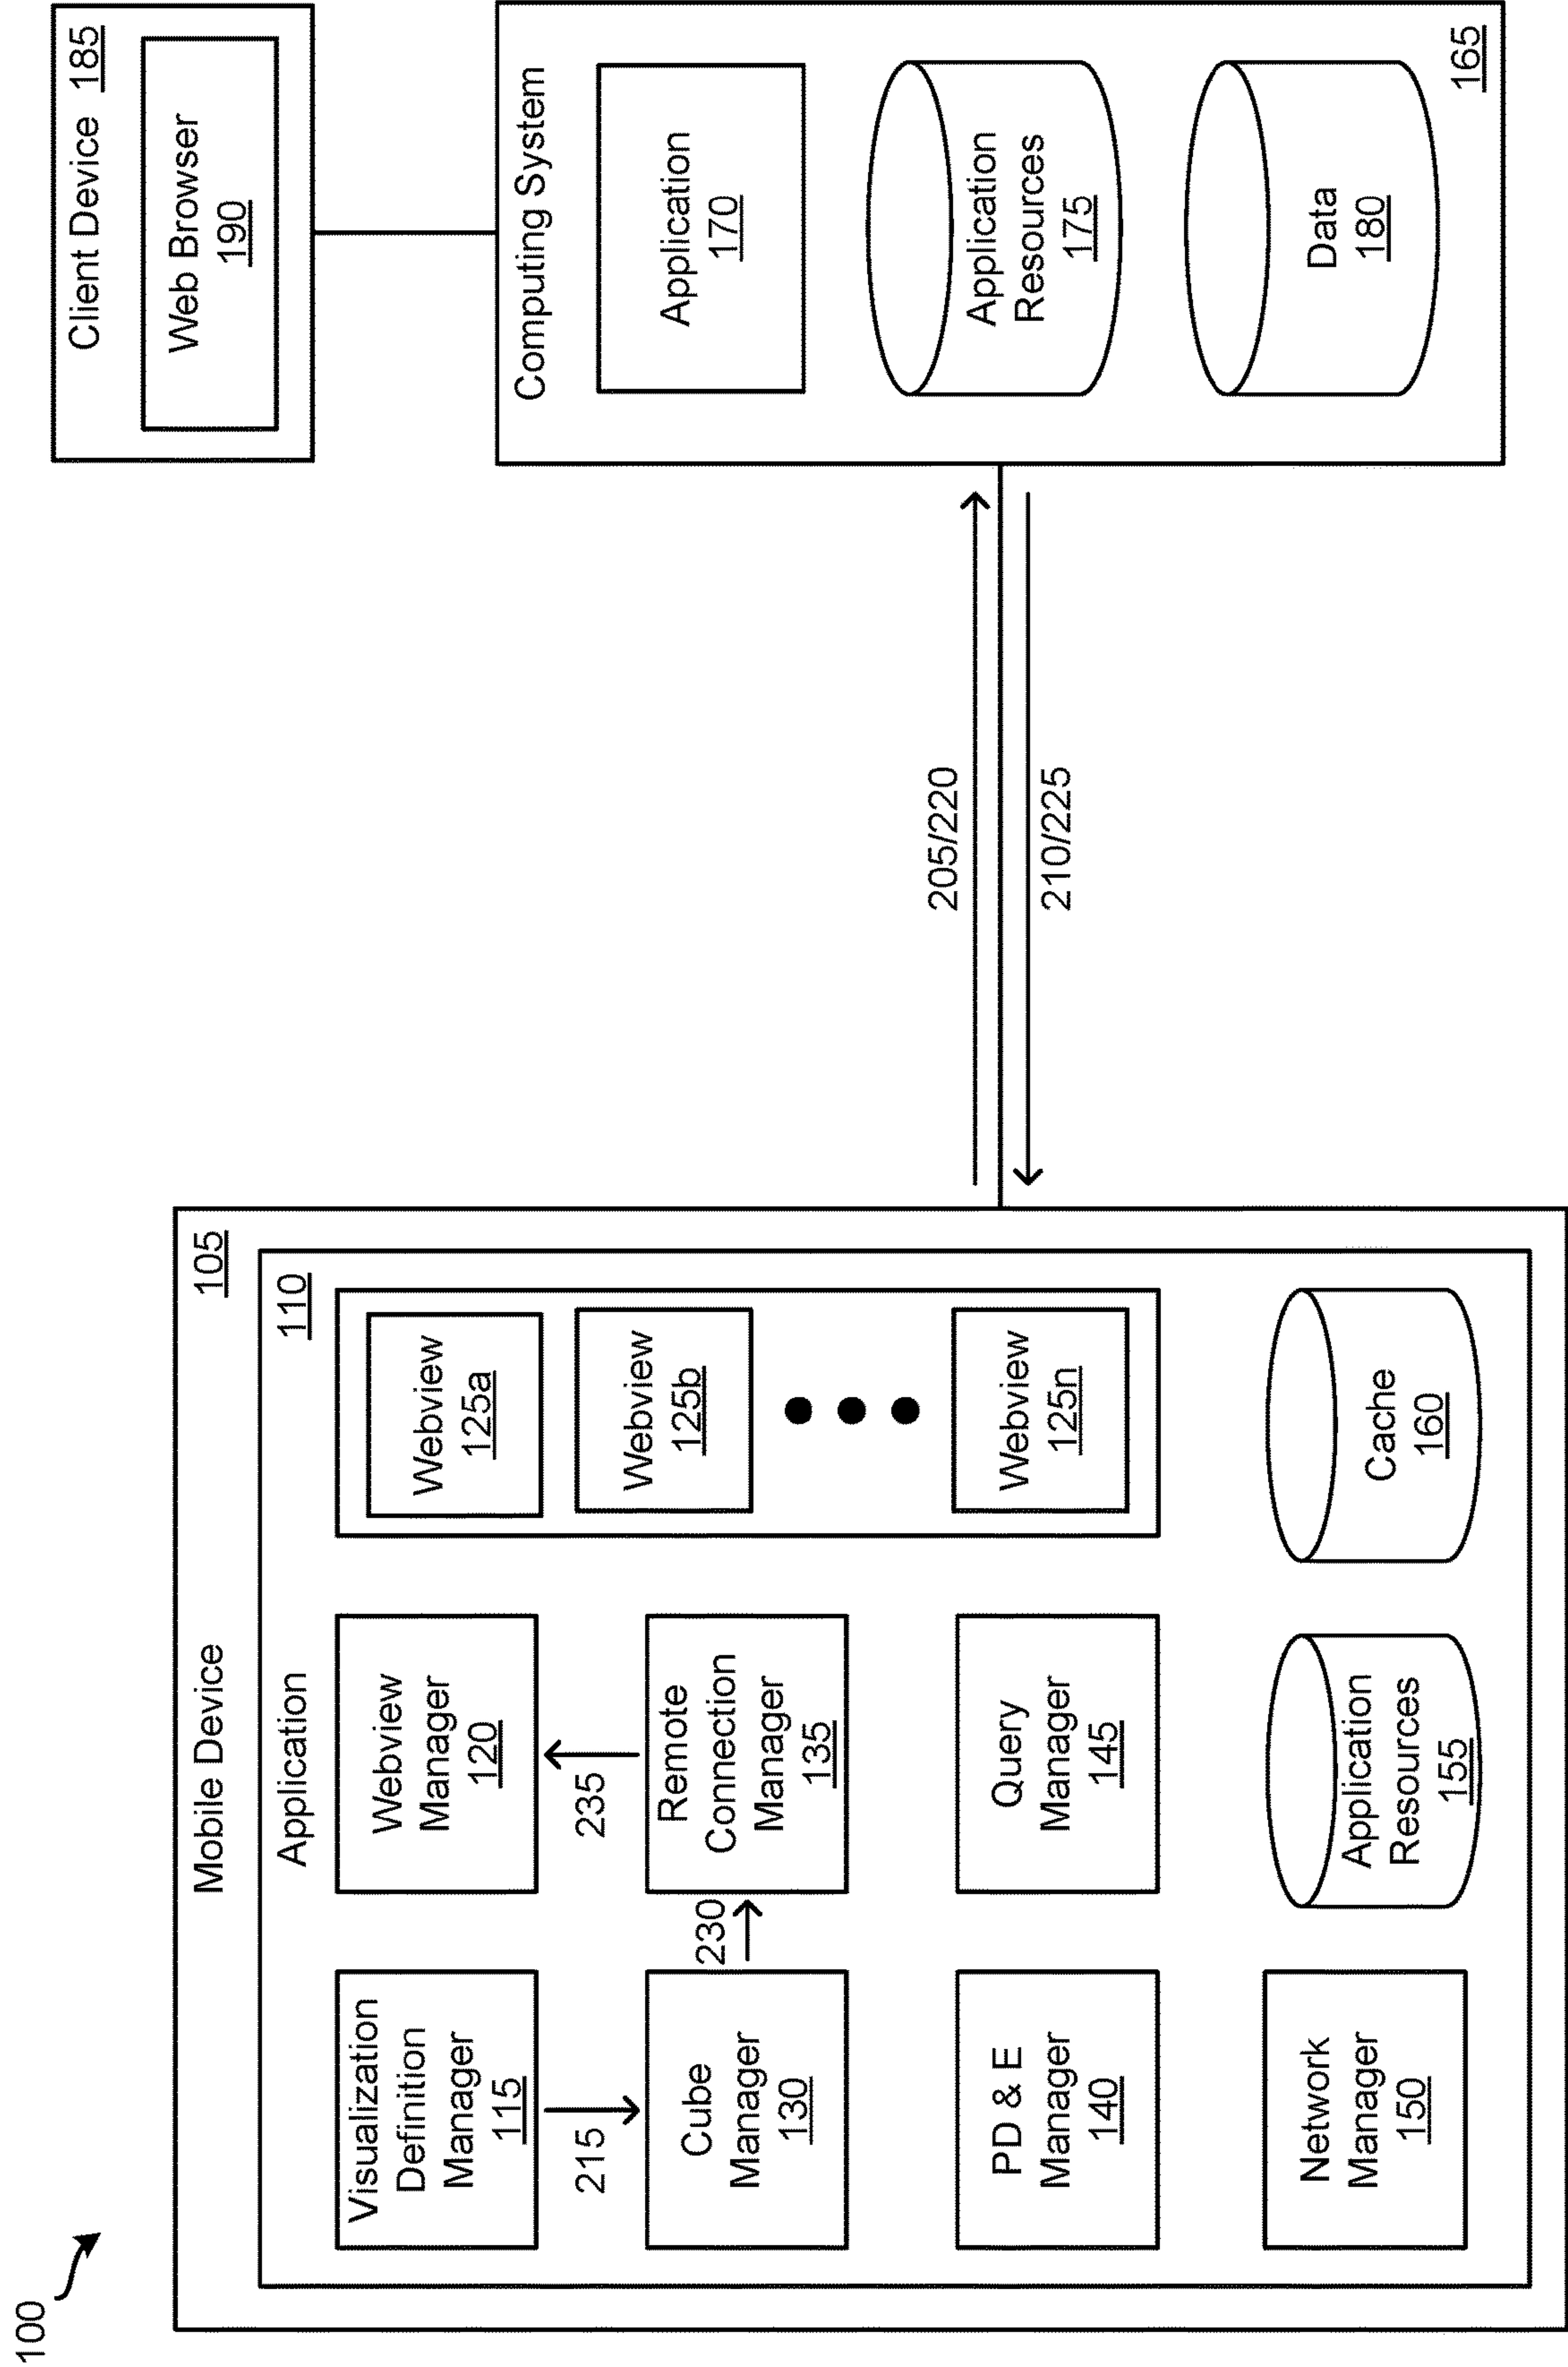 100
Mobile Device
105
Application
110
Visualization
Definition
Manager
115
Webview
Manager
120
Webview
125a
Webview
125b
Webview
125n
215
235
Cube
Manager
130
230
Remote
Connection
Manager
135
PD & E
Manager
140
Query
Manager
145
Network
Manager
150
Application
Resources
155
Cache
160
205/220
210/225
Client Device 185
Web Browser
190
Computing System
Application
170
Application
Resources
175
Data
180
165